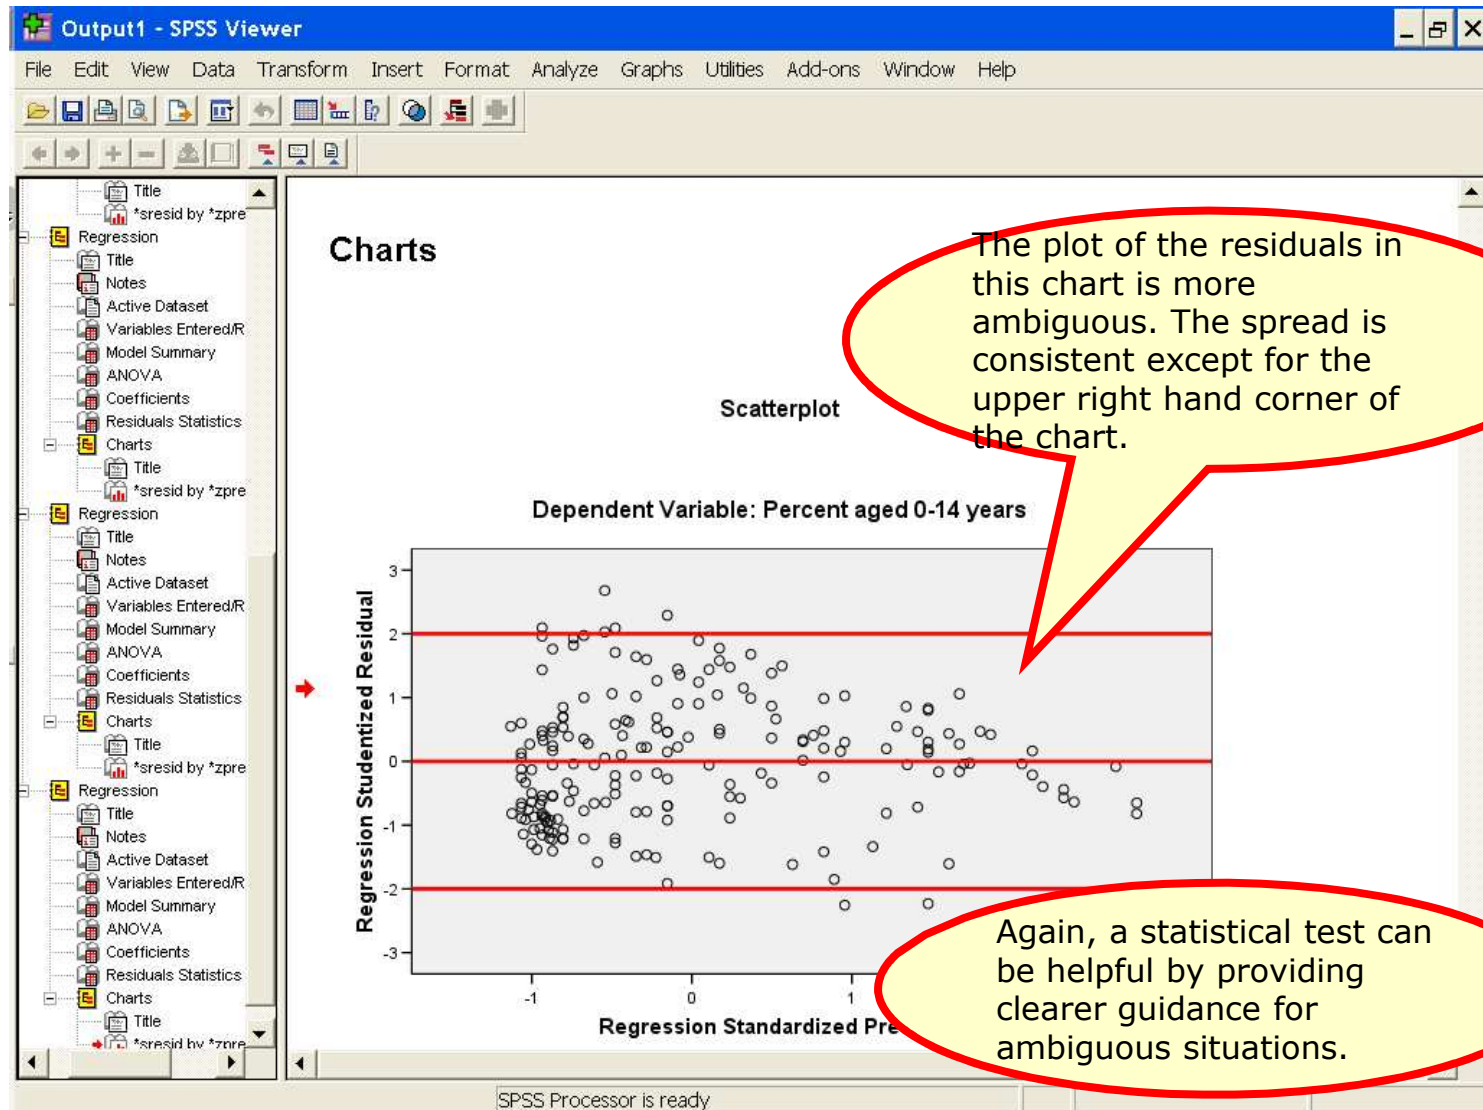 Output1 - SPSS Viewer
File Edit View Data Transform Insert Format Analyze Graphs Utilities Add-ons Window Help
Title
*sresid by *zpre
Regression
Title
Notes
Active Dataset
Variables Entered/R
Model Summary
ANOVA
Coefficients
Residuals Statistics
Charts
Title
*sresid by *zpre
Regression
Title
Notes
Active Dataset
Variables Entered/R
Model Summary
ANOVA
Coefficients
Residuals Statistics
Charts
Title
*sresid by *zpre
Regression
Title
Notes
Active Dataset
Variables Entered/R
Model Summary
ANOVA
Coefficients
Residuals Statistics
Charts
Title
*sresid by *zpre
Charts
The plot of the residuals in
this chart is more
ambiguous. The spread is
consistent except for the
upper right hand corner of
the chart.
Scatterplot
Dependent Variable: Percent aged 0-14 years
Regression Studentized Residual
3
2
1
0
-1
-2
-3
-1 0 1
Regression Standardized Pre
Again, a statistical test can
be helpful by providing
clearer guidance for
ambiguous situations.
SPSS Processor is ready